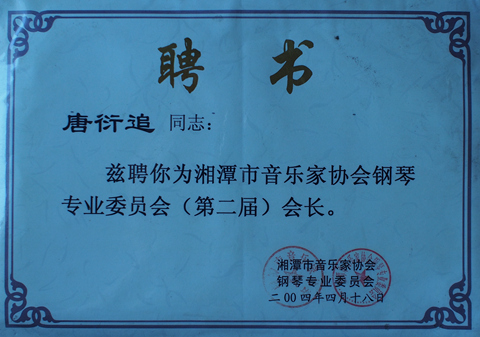 聘书
唐衍追 同志：
兹聘你为湘潭市音乐家协会钢琴
专业委员会（第二届）会长。
湘潭市音乐家协会
钢琴专业委员会
二00四年四月十八日